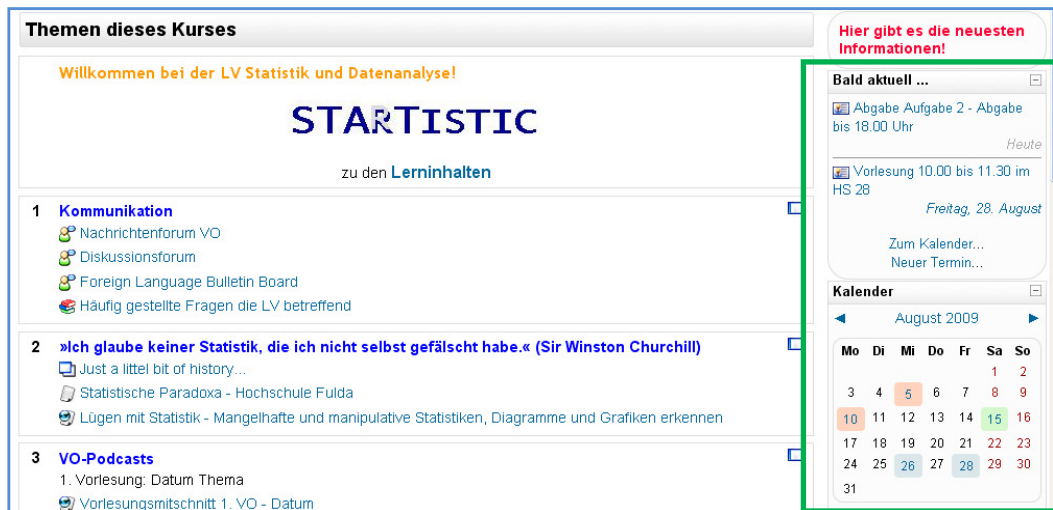 Themen dieses Kurses
Willkommen bei der LV Statistik und Datenanalyse!
STARTISTIC
zu den Lerninhalten
1 Kommunikation
Nachrichtenforum VO
Diskussionsforum
Foreign Language Bulletin Board
Häufig gestellte Fragen die LV betreffend
2 »Ich glaube keiner Statistik, die ich nicht selbst gefälscht habe.« (Sir Winston Churchill)
Just a littel bit of history...
Statistische Paradoxa - Hochschule Fulda
Lügen mit Statistik - Mangelhafte und manipulative Statistiken, Diagramme und Grafiken erkennen
3 VO-Podcasts
1. Vorlesung: Datum Thema
Vorlesungsmitschnitt 1. VO - Datum
Hier gibt es die neuesten
Informationen!
Bald aktuell ...
Abgabe Aufgabe 2 - Abgabe
bis 18.00 Uhr
Heute
Vorlesung 10.00 bis 11.30 im
HS 28
Freitag, 28. August
Zum Kalender...
Neuer Termin...
Kalender
August 2009
Mo Di Mi Do Fr Sa So
1 2
3 4 5 6 7 8 9
10 11 12 13 14 15 16
17 18 19 20 21 22 23
24 25 26 27 28 29 30
31